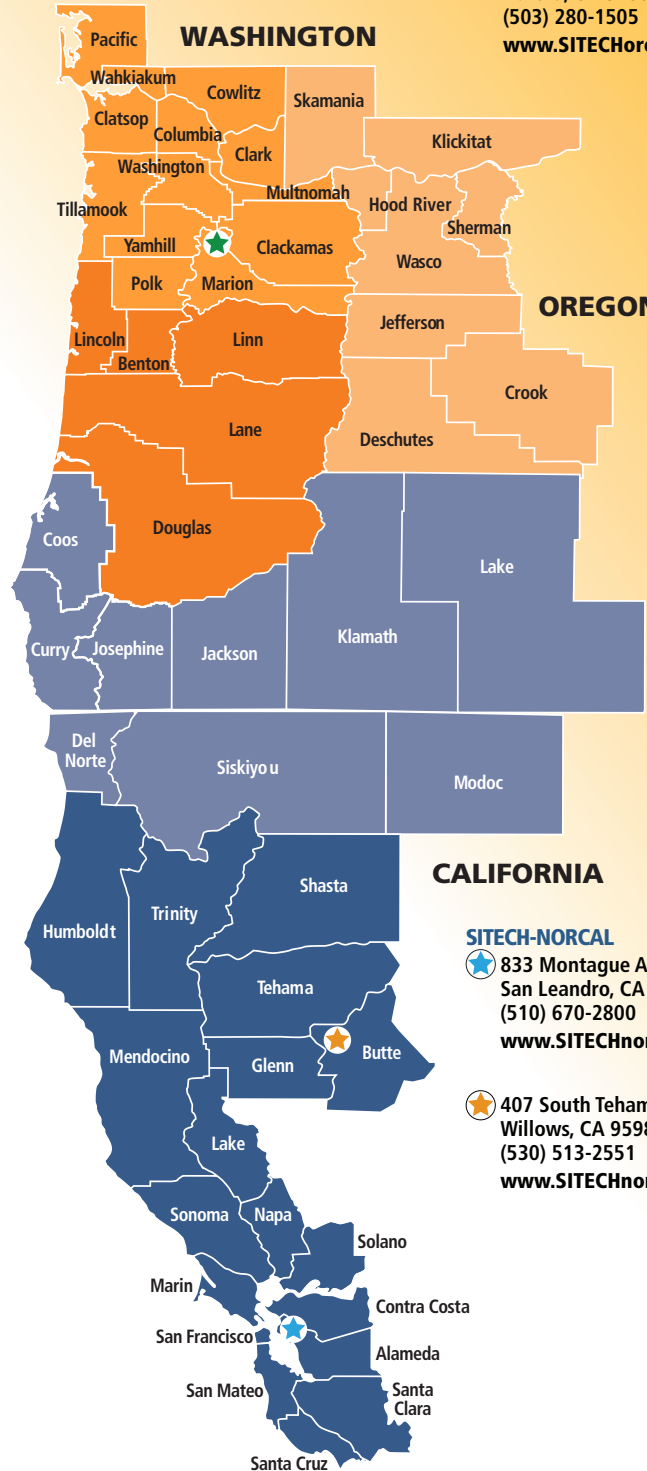 (503) 280-1505
Pacific
WASHINGTON
Wahkiakum
Cowlitz
Skamania
Clatsop
Columbia
Clark
Klickitat
Washington
Multnomah
Hood River
Tillamook
Sherman
Yamhill
Clackamas
Wasco
Polk
Marion
OREGON
Jefferson
Lincoln
Linn
Benton
Crook
Lane
Deschutes
Douglas
Coos
Lake
Klamath
Curry
Josephine
Jackson
Del
Norte
Siskiyou
Modoc
CALIFORNIA
Shasta
Trinity
Humboldt
SITECH-NORCAL
833 Montague A
San Leandro, CA
(510) 670-2800
www.SITECHnor
Tehama
Mendocino
Glenn
Butte
407 South Teham
Willows, CA 9598
(530) 513-2551
www.SITECHnor
Lake
Sonoma
Napa
Solano
Marin
Contra Costa
San Francisco
Alameda
San Mateo
Santa
Clara
Santa Cruz